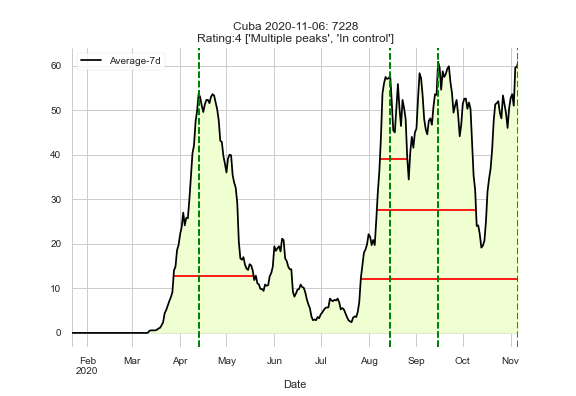 Cuba 2020-11-06: 7228
Rating:4 ['Multiple peaks', 'In control']
Average-7d
60
50
40
30
20
10
0
Feb Mar Apr May Jun Jul Aug Sep Oct Nov
2020
Date